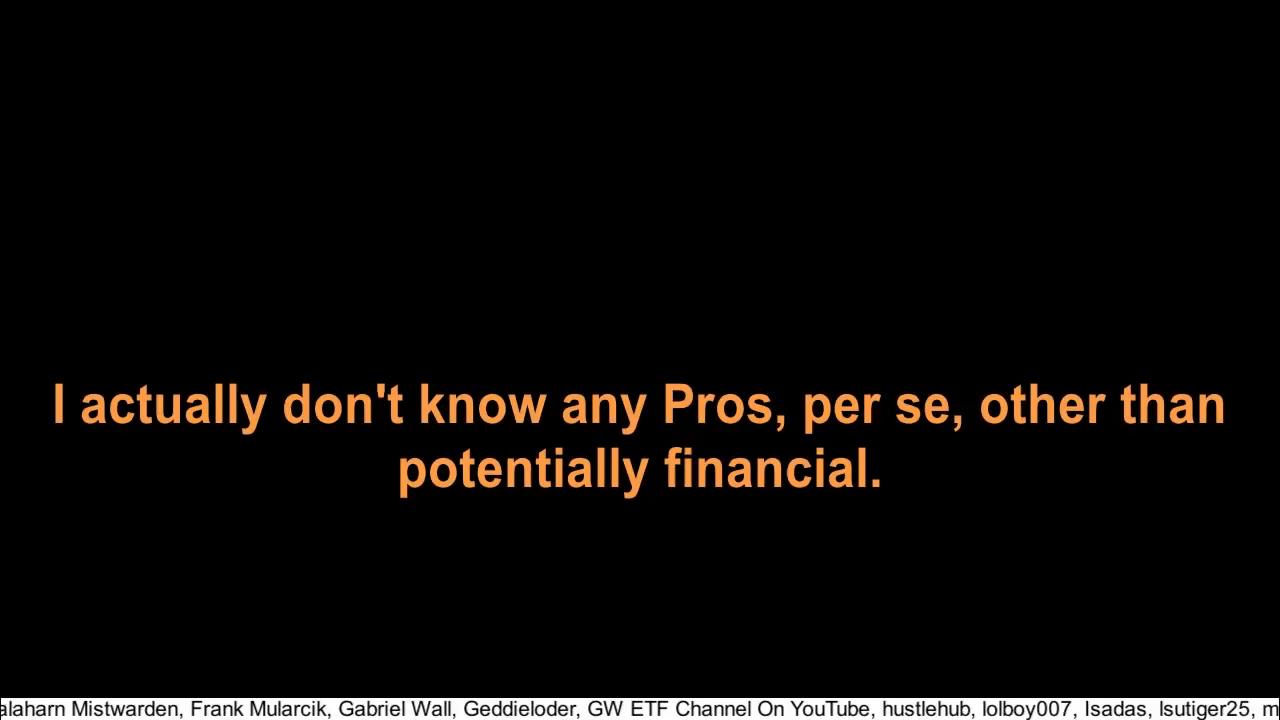 I actually don't know any Pros, per se, other than
potentially financial.
alaharn Mistwarden, Frank Mularcik, Gabriel Wall, Geddieloder, GW ETF Channel On YouTube, hustlehub, lolboy007, Isadas, lsutiger25, m